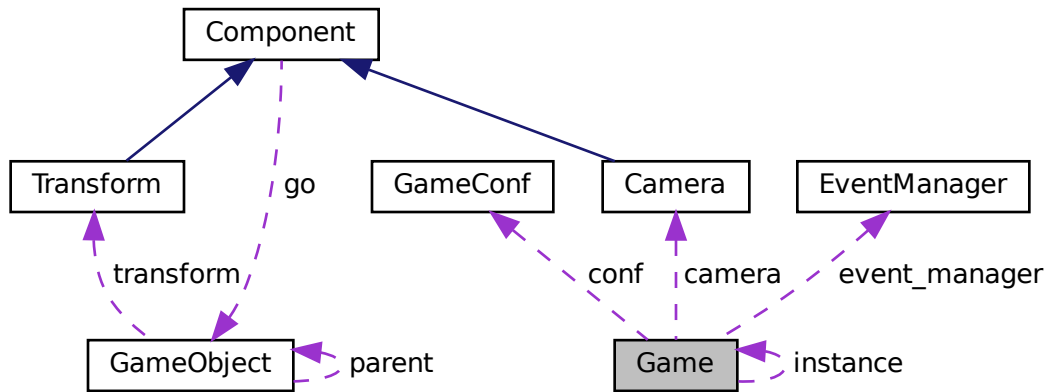 Component
Transform
go
GameConf
Camera
EventManager
transform
conf
camera
event_manager
GameObject
parent
Game
instance